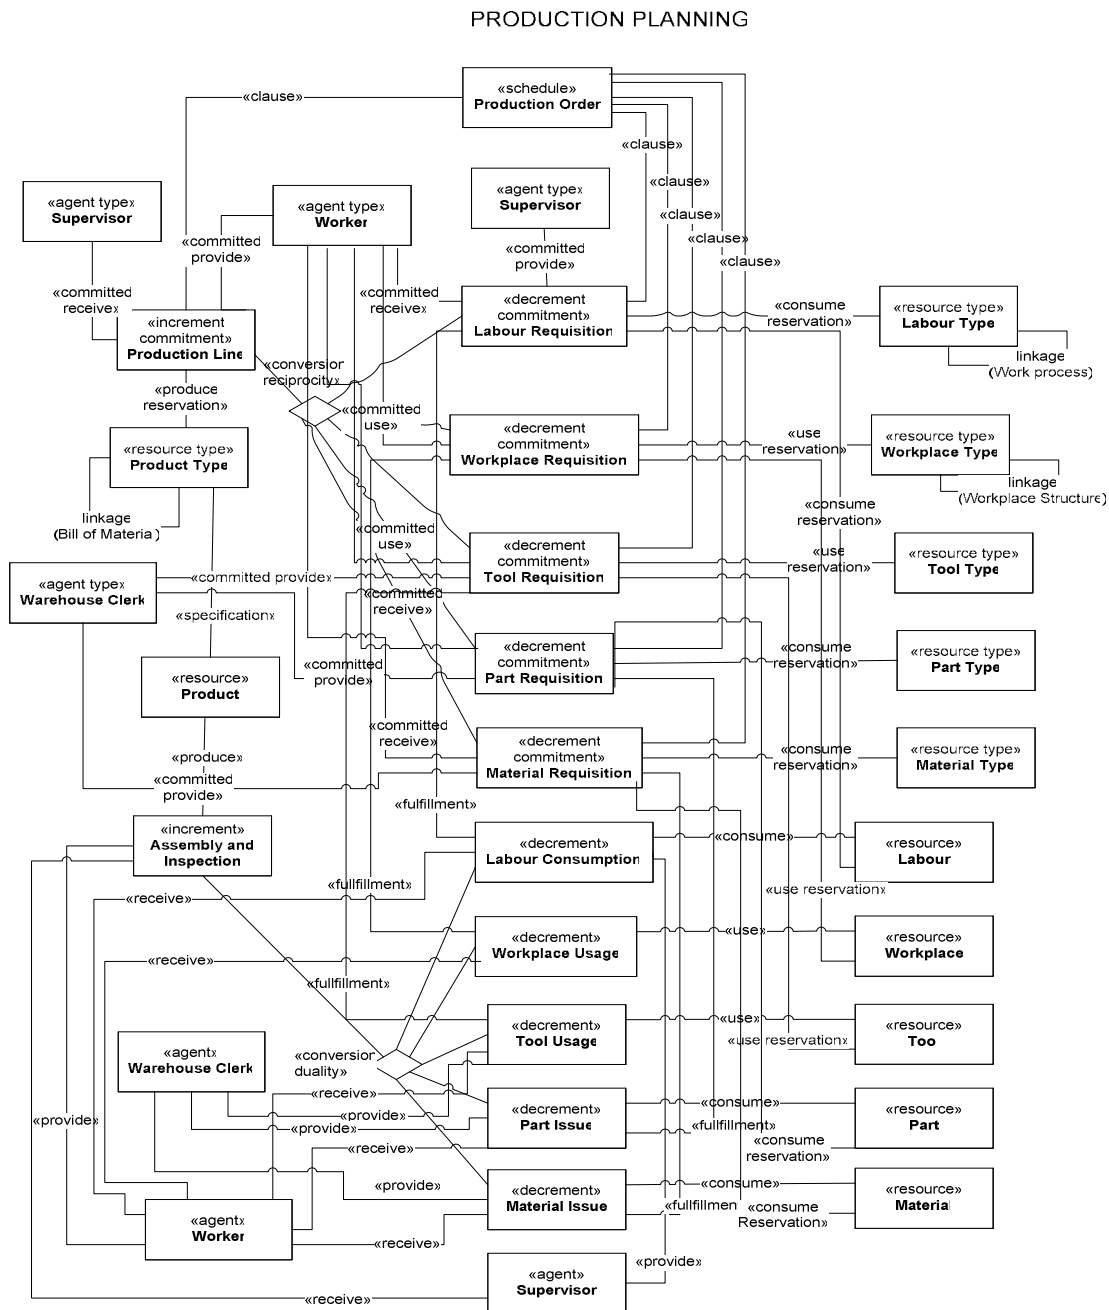 PRODUCTION PLANNING
«schedule»
Production Order
«clause»
«clause»
«clause»
«clause»
«clause»
«clause»
«agent type»
Supervisor
«agent type»
Worker
«agent type»
Supervisor
«committed
provide»
«committed
provide»
«committed
receive»
«committed
receive»
«increment
commitment»
Production Line
«decrement
commitment»
Labour Requisition
«consume
reservation»
«resource type»
Labour Type
linkage
(Work process)
«conversion
reciprocity»
«produce
reservation»
«committed
use»
«resource type»
Product Type
«decrement
commitment»
Workplace Requisition
«use
reservation»
«resource type»
Workplace Type
linkage
(Workplace Structure)
linkage
(Bill of Material)
«consume
reservation»
«committed
use»
«decrement
commitment»
Tool Requisition
«use
reservation»
«resource type»
Tool Type
«agent type»
Warehouse Clerk
«committed provide»
«committed
receive»
«specification»
«resource»
Product
«committed
provide»
«decrement
commitment»
Part Requisition
«consume
reservation»
«resource type»
Part Type
«committed
receive»
«decrement
commitment»
Material Requisition
«consume
reservation»
«resource type»
Material Type
«produce»
«committed
provide»
«fulfillment»
«increment»
Assembly and
Inspection
«decrement»
Labour Consumption
«consume»
«resource»
Labour
«fullfillment»
«use reservation»
«receive»
«decrement»
Workplace Usage
«use»
«resource»
Workplace
«receive»
«fullfillment»
«decrement»
Tool Usage
«use»
«resource»
Too
«use reservation»
«agent»
Warehouse Clerk
«conversion
duality»
«receive»
«provide»
«provide»
«provide»
«decrement»
Part Issue
«consume»
«fullfillment»
«consume
reservation»
«resource»
Part
«receive»
«provide»
«decrement»
Material Issue
«consume»
«fullfillment
«consume
Reservation»
«resource»
Material
«agent»
Worker
«receive»
«agent»
Supervisor
«provide»
«receive»